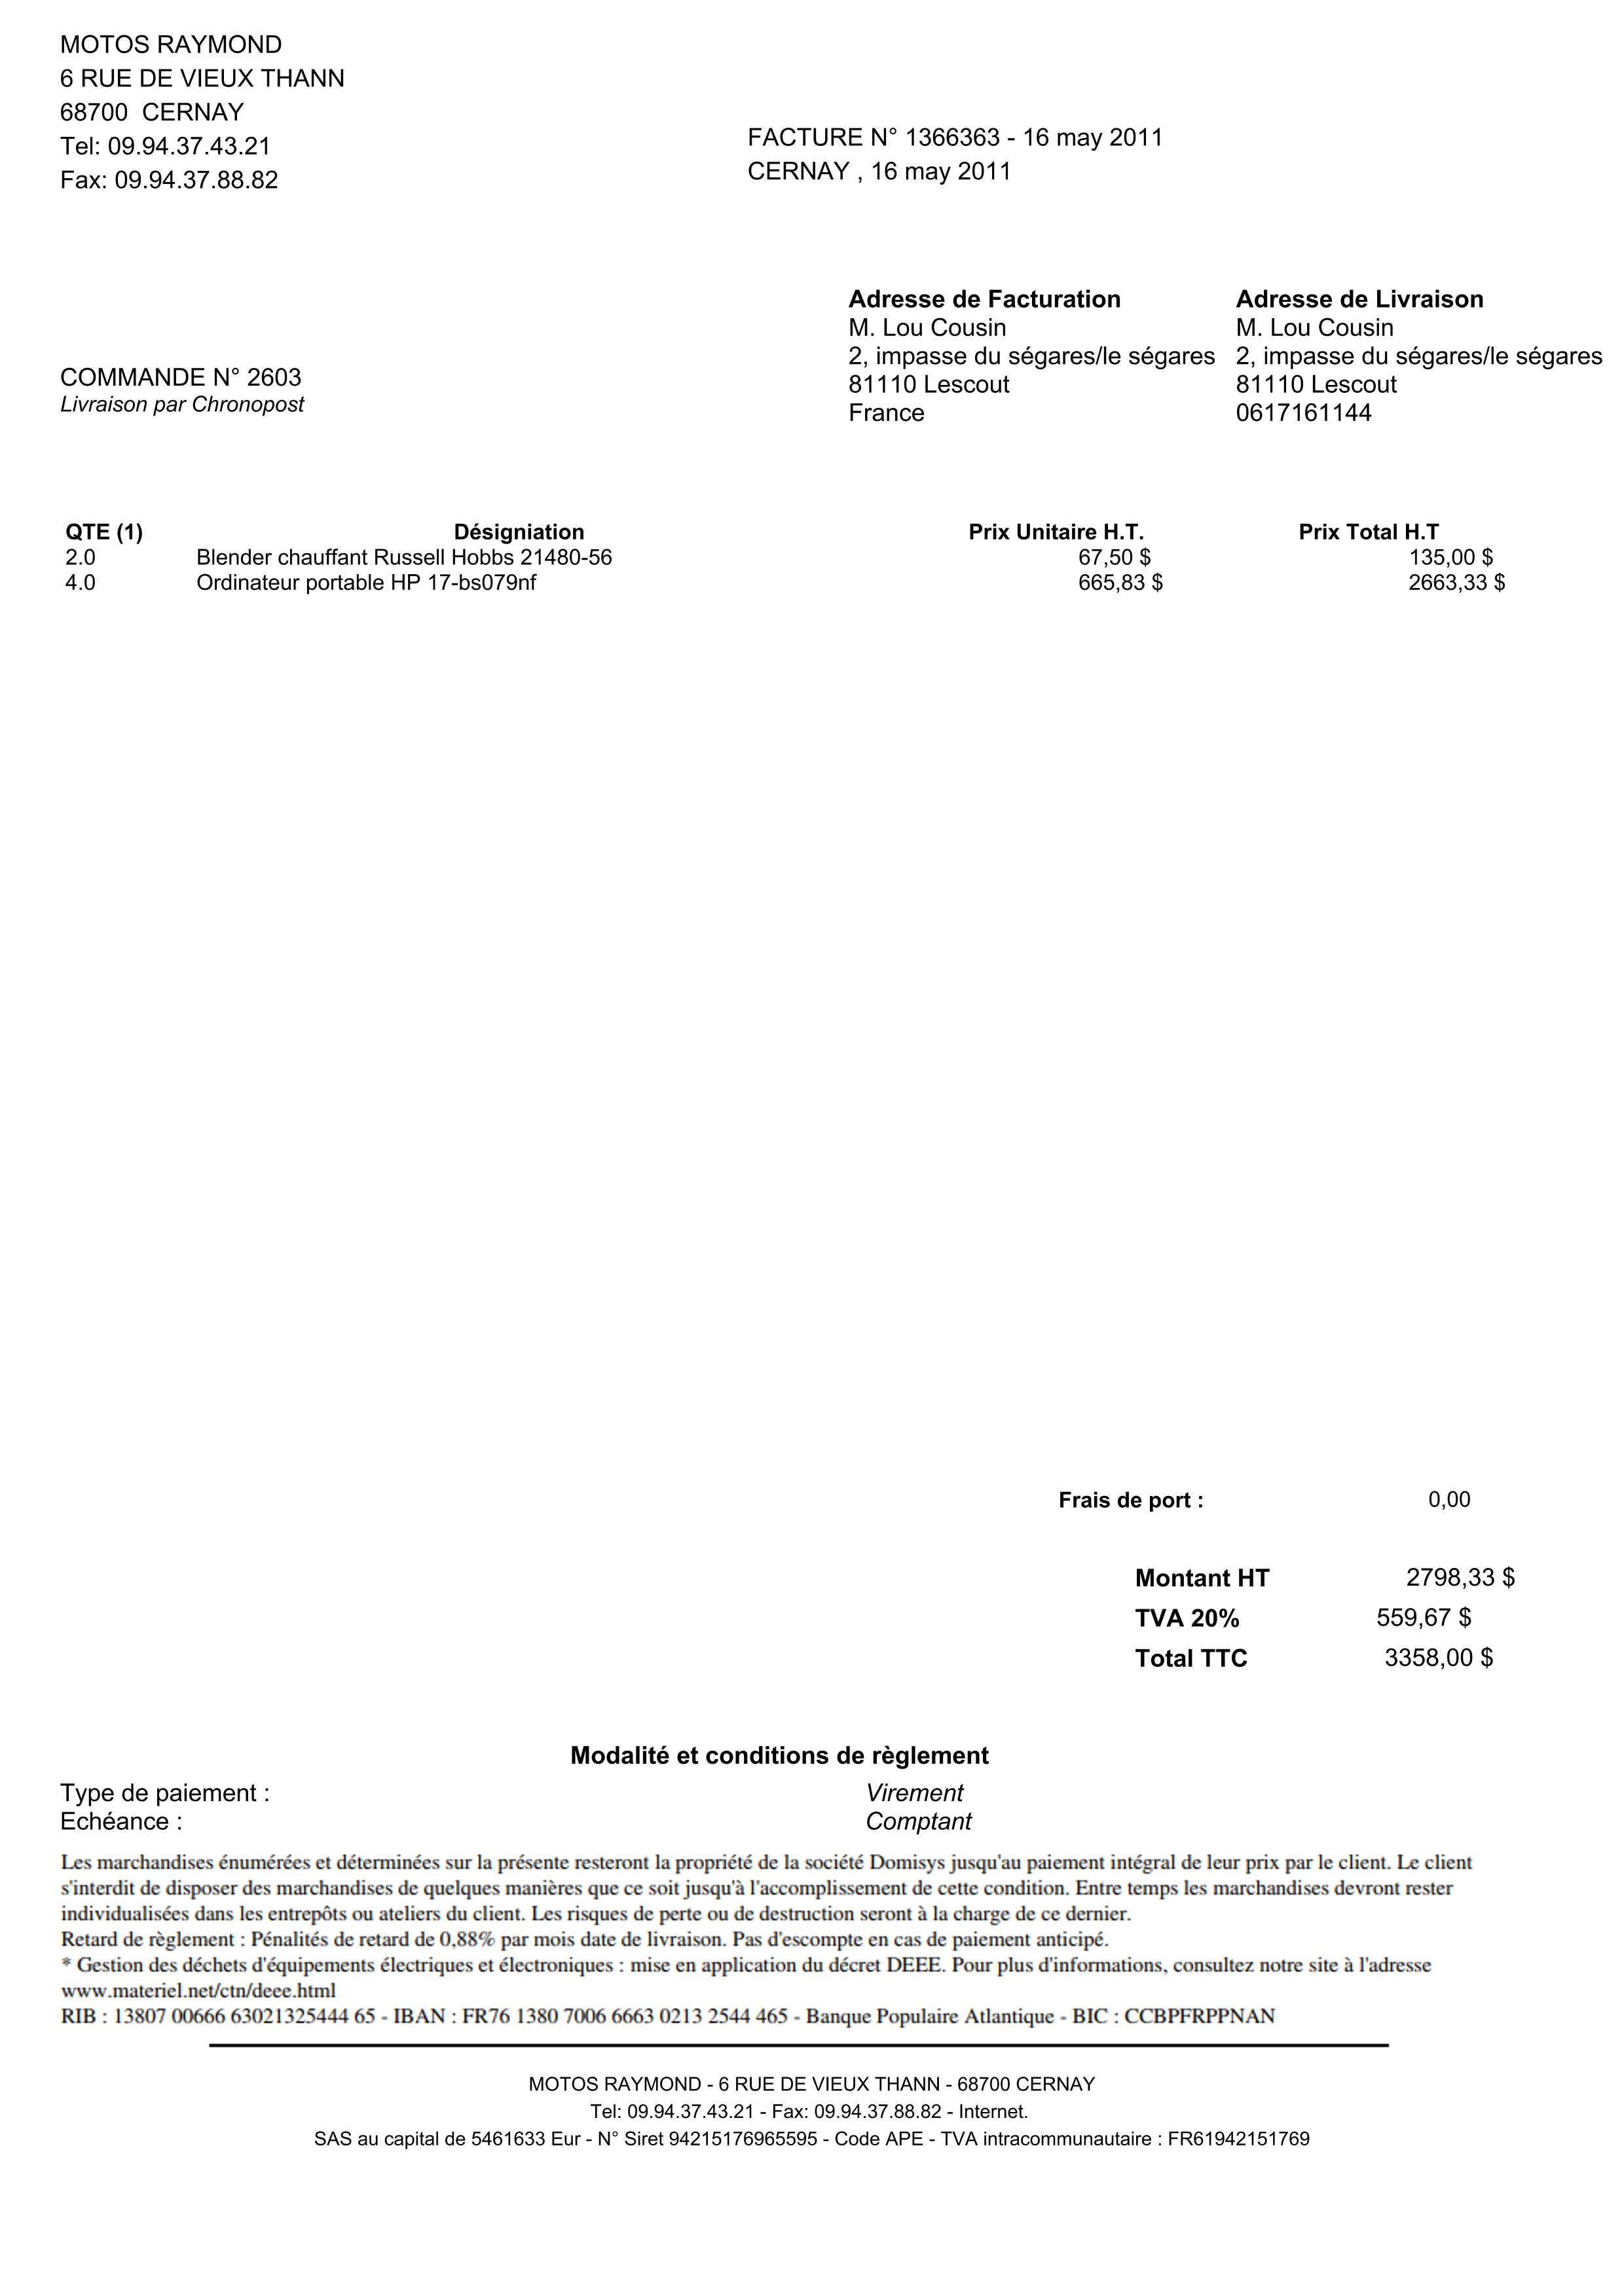 MOTOS RAYMOND
6 RUE DE VIEUX THANN
68700 CERNAY
Tel: 09.94.37.43.21
Fax: 09.94.37.88.82
FACTURE N° 1366363 - 16 may 2011
CERNAY , 16 may 2011
COMMANDE N° 2603
Livraison par Chronopost
Adresse de Facturation
M. Lou Cousin
2, impasse du ségares/le ségares
81110 Lescout
France
Adresse de Livraison
M. Lou Cousin
2, impasse du ségares/le ségares
81110 Lescout
0617161144
QTE (1) Désigniation Prix Unitaire H.T. Prix Total H.T
2.0 Blender chauffant Russell Hobbs 21480-56 67,50 $ 135,00 $
4.0 Ordinateur portable HP 17-bs079nf 665,83 $ 2663,33 $
Frais de port : 0,00
Montant HT 2798,33 $
TVA 20% 559,67 $
Total TTC 3358,00 $
Modalité et conditions de règlement
Type de paiement : Virement
Echéance : Comptant
Les marchandises énumérées et déterminées sur la présente resteront la propriété de la société Domisys jusqu'au paiement intégral de leur prix par le client. Le client
s'interdit de disposer des marchandises de quelques manières que ce soit jusqu'à l'accomplissement de cette condition. Entre temps les marchandises devront rester
individualisées dans les entrepôts ou ateliers du client. Les risques de perte ou de destruction seront à la charge de ce dernier.
Retard de règlement : Pénalités de retard de 0,88% par mois date de livraison. Pas d'escompte en cas de paiement anticipé.
* Gestion des déchets d'équipements électriques et électroniques : mise en application du décret DEEE. Pour plus d'informations, consultez notre site à l'adresse
www.materiel.net/ctn/deee.html
RIB : 13807 00666 63021325444 65 - IBAN : FR76 1380 7006 6663 0213 2544 465 - Banque Populaire Atlantique - BIC : CCBPFRPPNAN
MOTOS RAYMOND - 6 RUE DE VIEUX THANN - 68700 CERNAY
Tel: 09.94.37.43.21 - Fax: 09.94.37.88.82 - Internet.
SAS au capital de 5461633 Eur - N° Siret 94215176965595 - Code APE - TVA intracommunautaire : FR61942151769